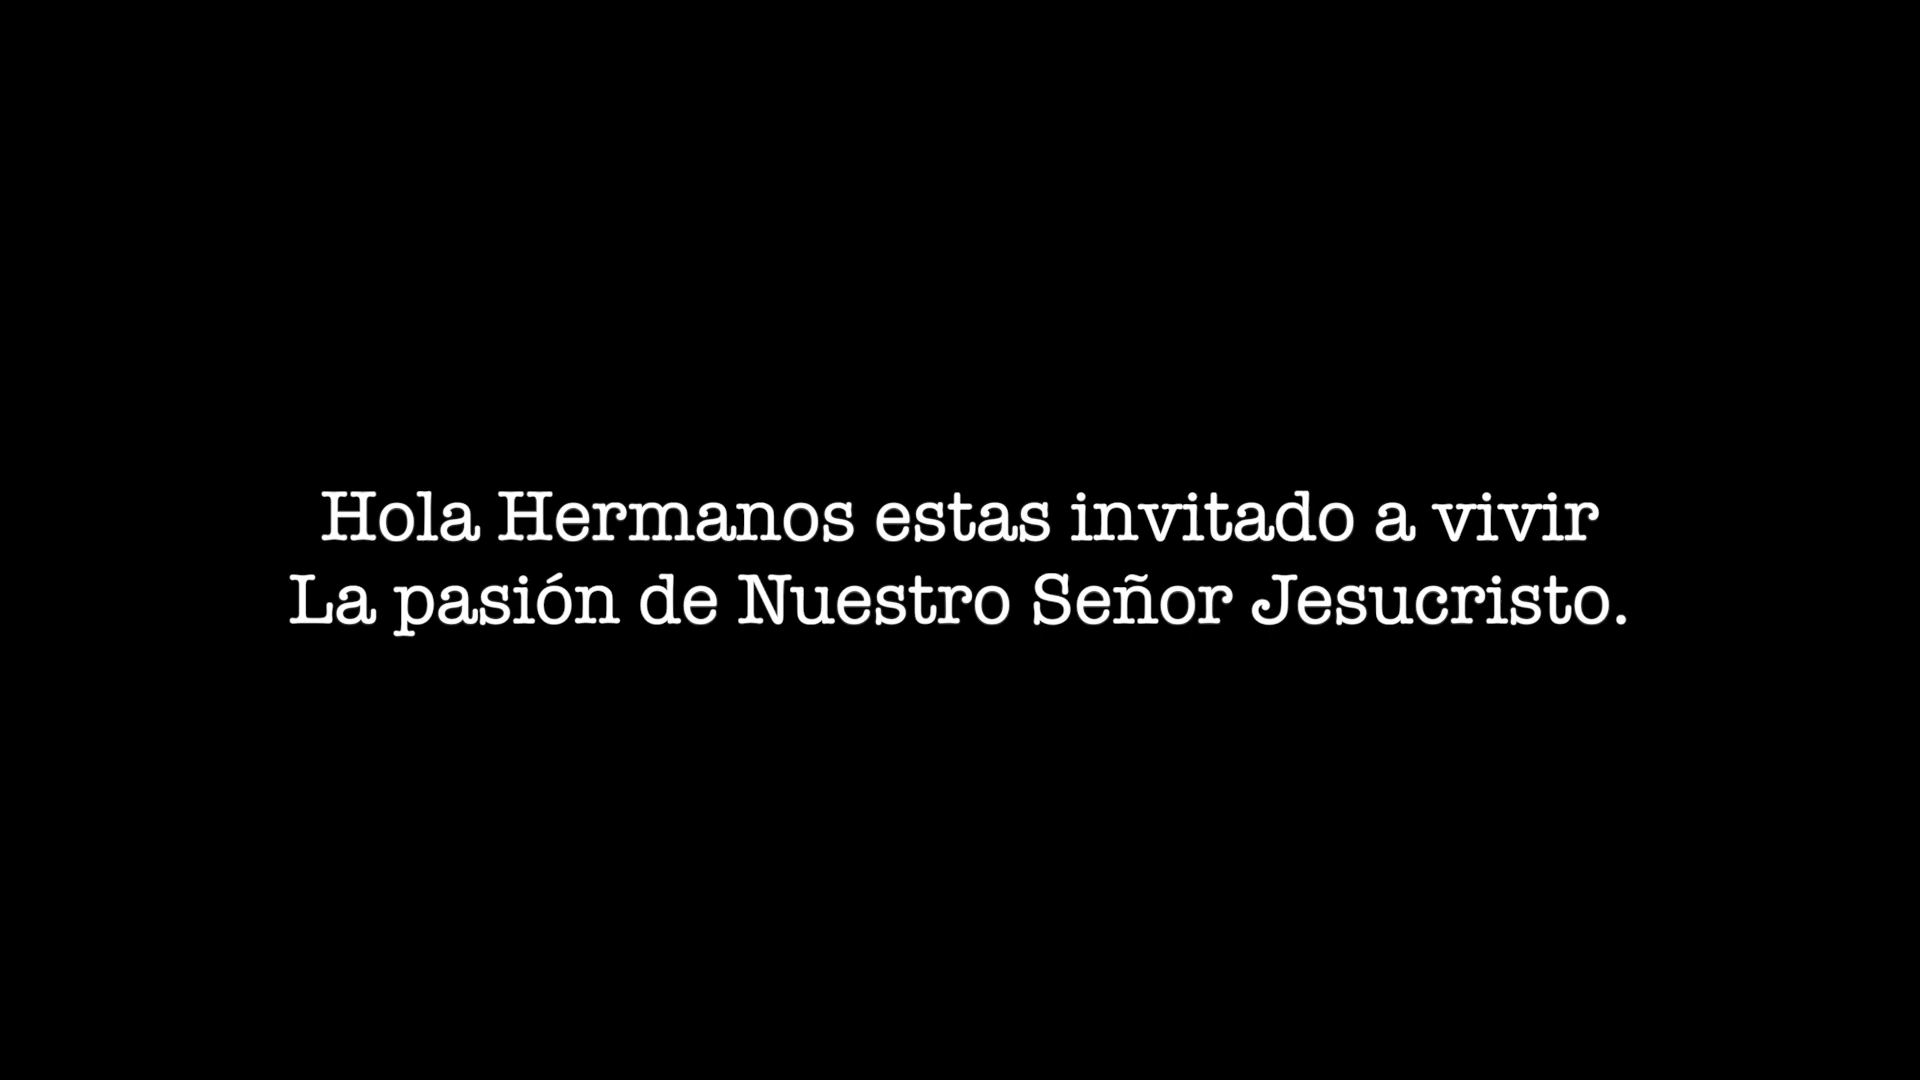 Hola Hermanos estas invitado a vivir
La pasión de Nuestro Señor Jesucristo.